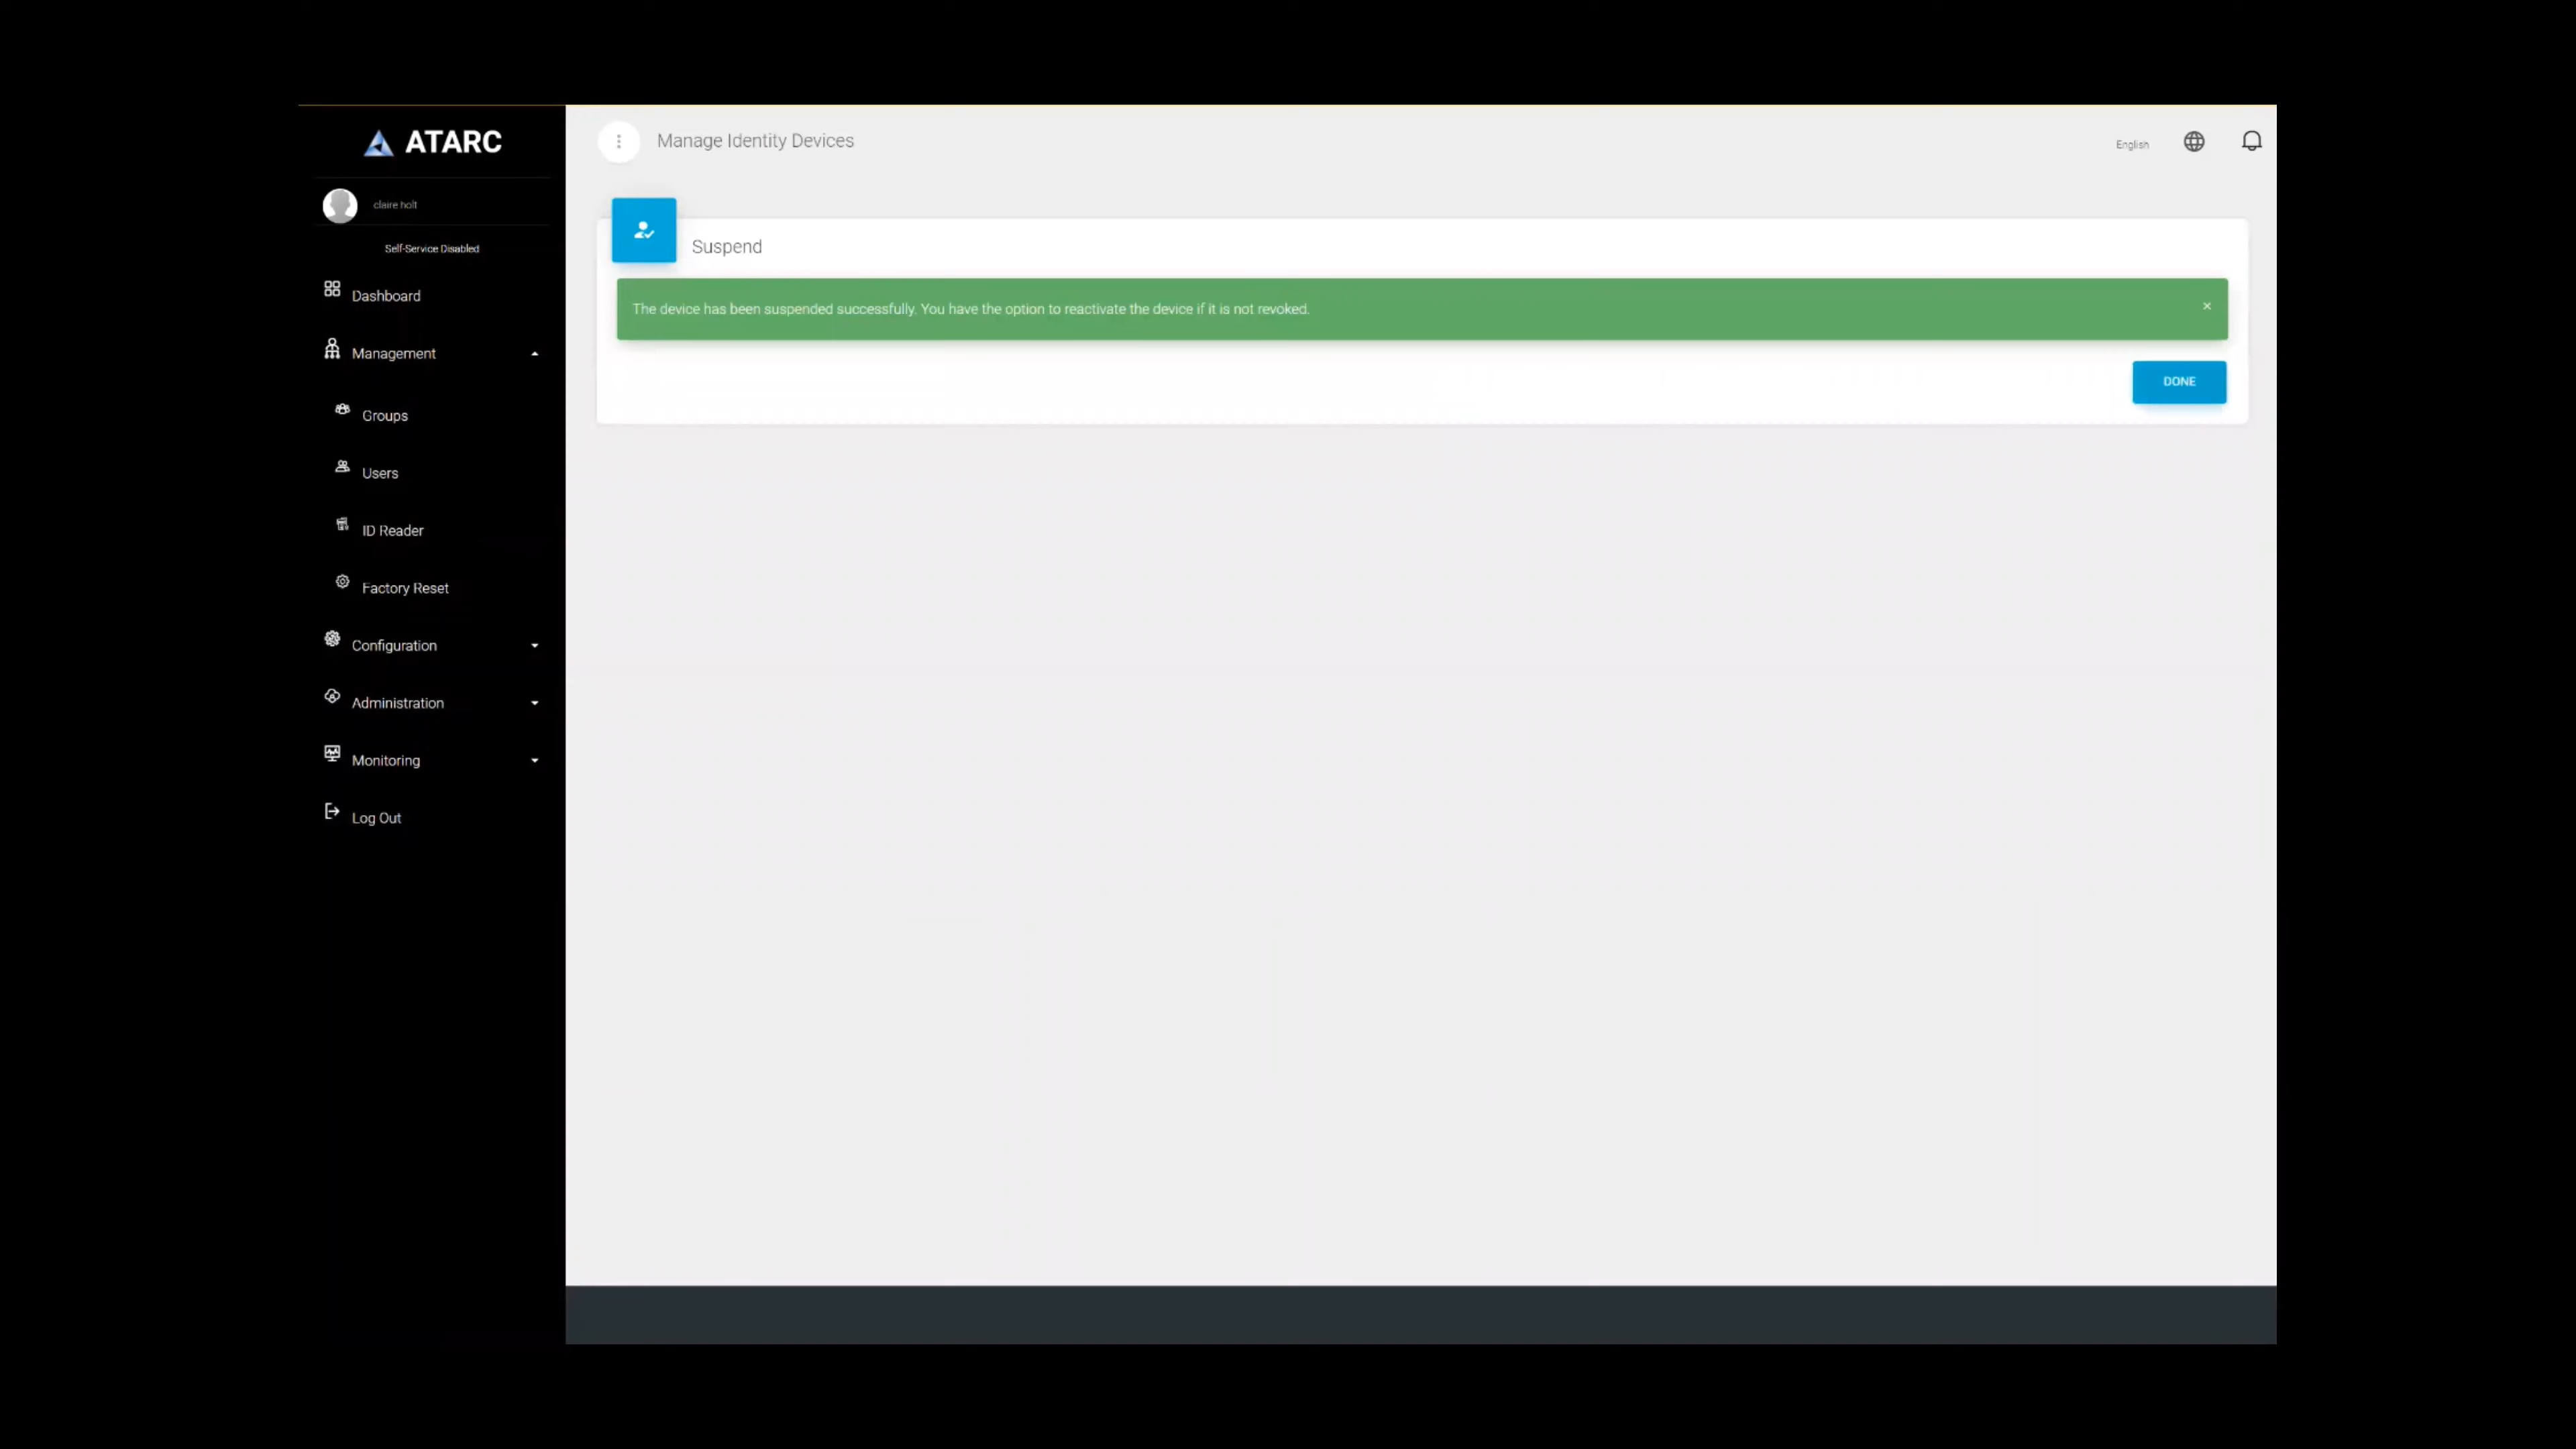 ATARC
claire holt
Self-Service Disabled
Dashboard
Management
Groups
Users
ID Reader
Factory Reset
Configuration
Administration
Monitoring
Log Out
Manage Identity Devices
English
Suspend
The device has been suspended successfully. You have the option to reactivate the device if it is not revoked.
×
DONE